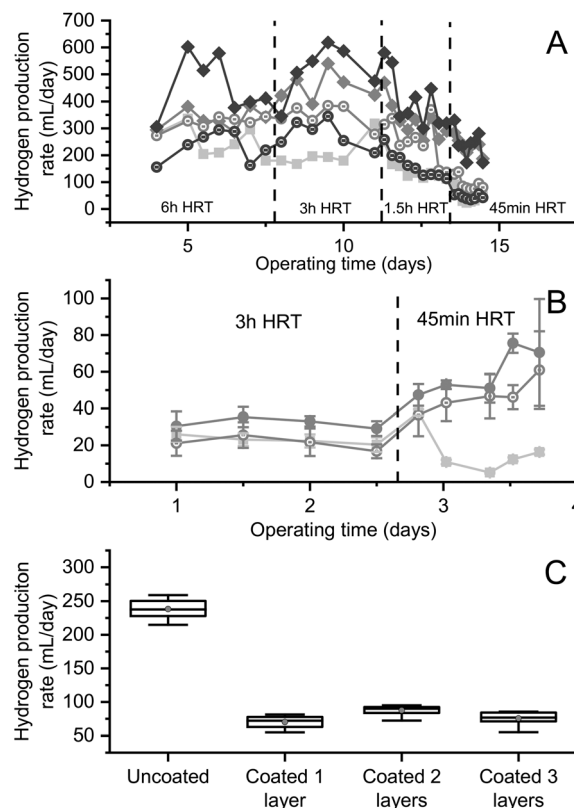 700
600
500
400
300
200
100
0
Hydrogen production
rate (mL/day)
A
6h HRT
3h HRT
1.5h HRT
45min HRT
5
10
15
Operating time (days)
100
80
60
40
20
0
Hydrogen production
rate (mL/day)
B
3h HRT
45min HRT
1
2
3
4
Operating time (days)
300
250
200
150
100
50
Hydrogen produciton
rate (mL/day)
C
Uncoated
Coated 1
layer
Coated 2
layers
Coated 3
layers